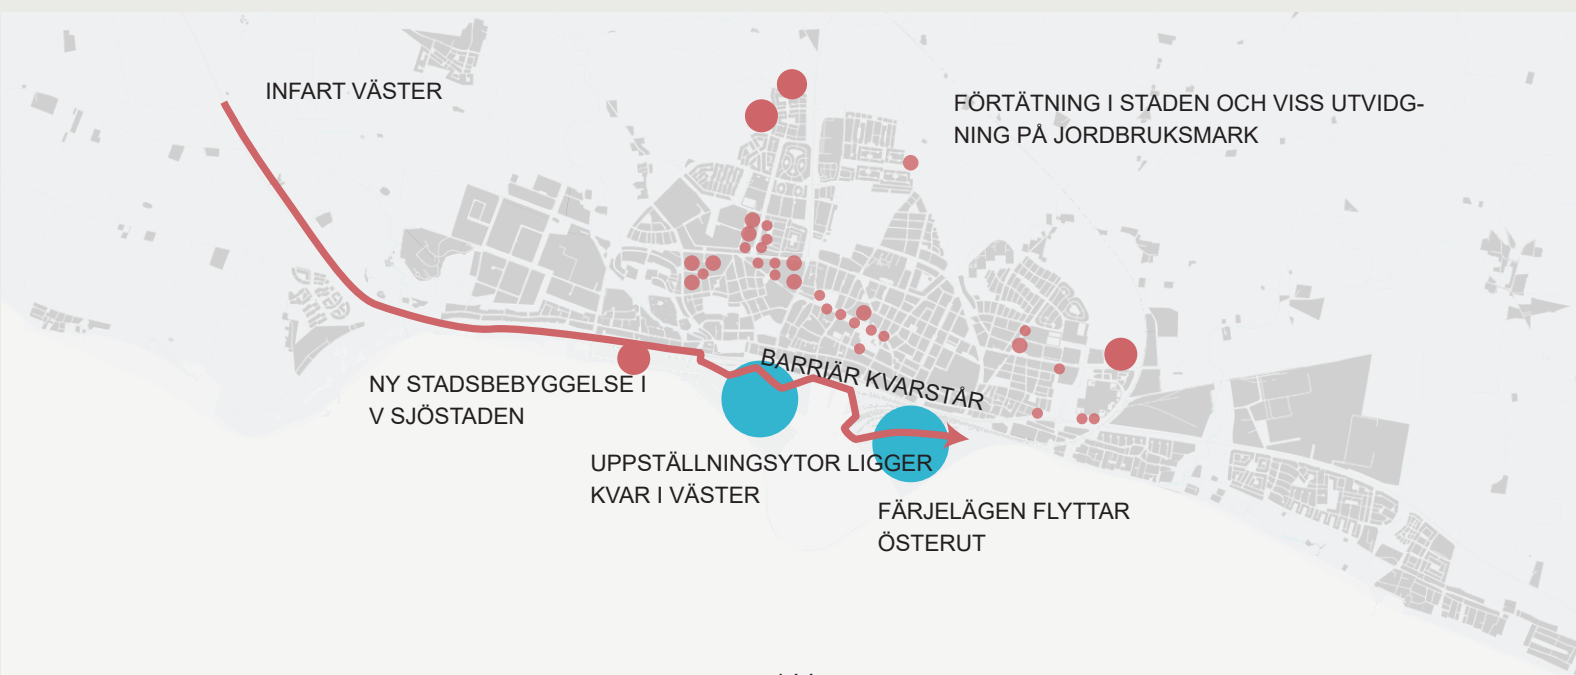 INFART VÄSTER
FÖRTÄTNING I STADEN OCH VISS UTVIDG-
NING PÅ JORDBRUKSMARK
BARRIÄR KVARSTÅR
NY STADSBEBYGGELSE I
V SJÖSTADEN
UPPSTÄLLNINGSYTOR LIGGER
KVAR I VÄSTER
FÄRJELÄGEN FLYTTAR
ÖSTERUT